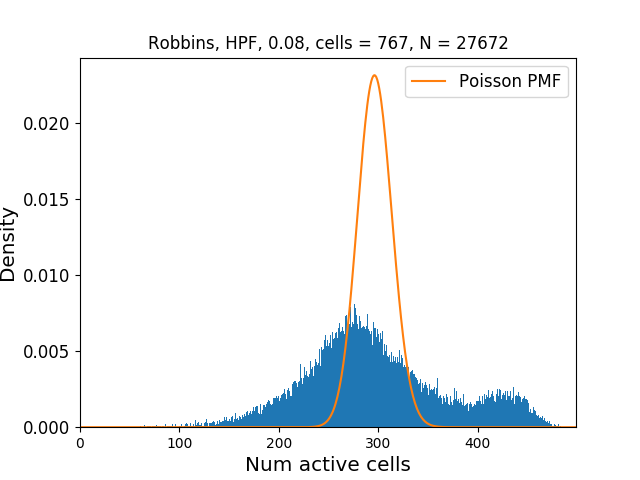 Robbins, HPF, 0.08, cells = 767, N = 27672
Poisson PMF
0.020
0.015
0.010
0.005
0.000
Density
0 100 200 300 400
Num active cells